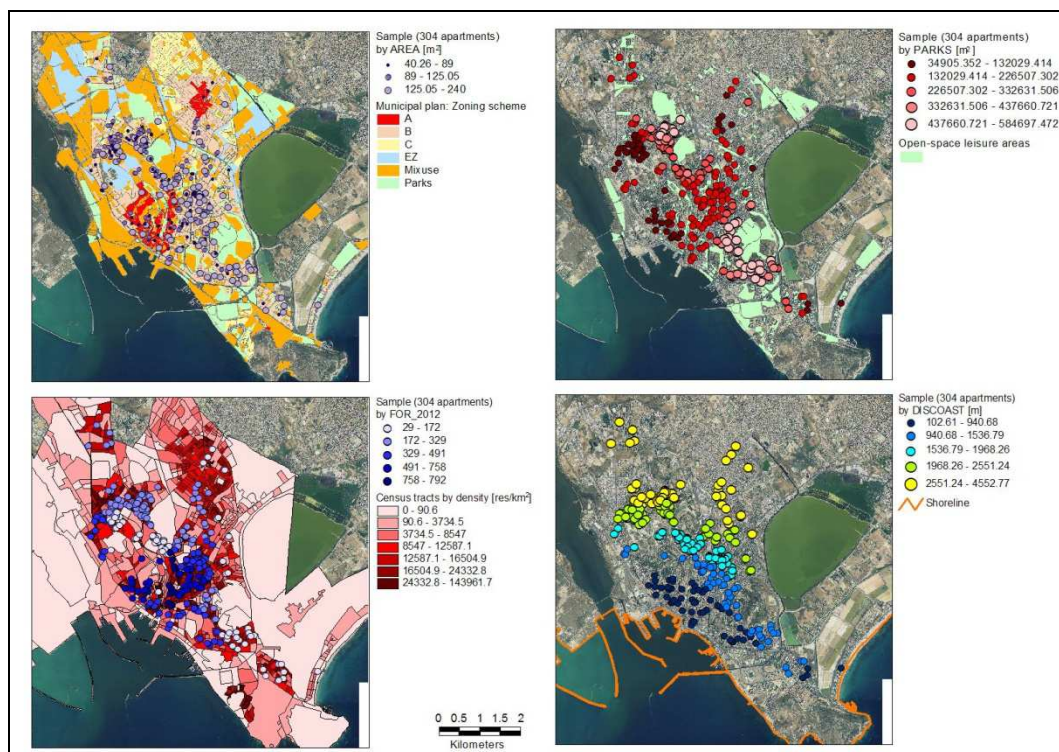 Sample (304 apartments)
by AREA [m²]
40.26 - 89
89 - 125.05
125.05 - 240
Municipal plan: Zoning scheme
A
B
C
EZ
Mixuse
Parks
Sample (304 apartments)
by PARKS [m²]
34905.352 - 132029.414
132029.414 - 226507.302
226507.302 - 332631.506
332631.506 - 437660.721
437660.721 - 584697.472
Open-space leisure areas
Sample (304 apartments)
by FOR_2012
29 - 172
172 - 329
329 - 491
491 - 758
758 - 792
Census tracts by density [res/km²]
0 - 90.6
90.6 - 3734.5
3734.5 - 8547
8547 - 12587.1
12587.1 - 16504.9
16504.9 - 24332.8
24332.8 - 143961.7
Sample (304 apartments)
by DISCOAST [m]
102.61 - 940.68
940.68 - 1536.79
1536.79 - 1968.26
1968.26 - 2551.24
2551.24 - 4552.77
Shoreline
0 0.5 1 1.5 2
Kilometers